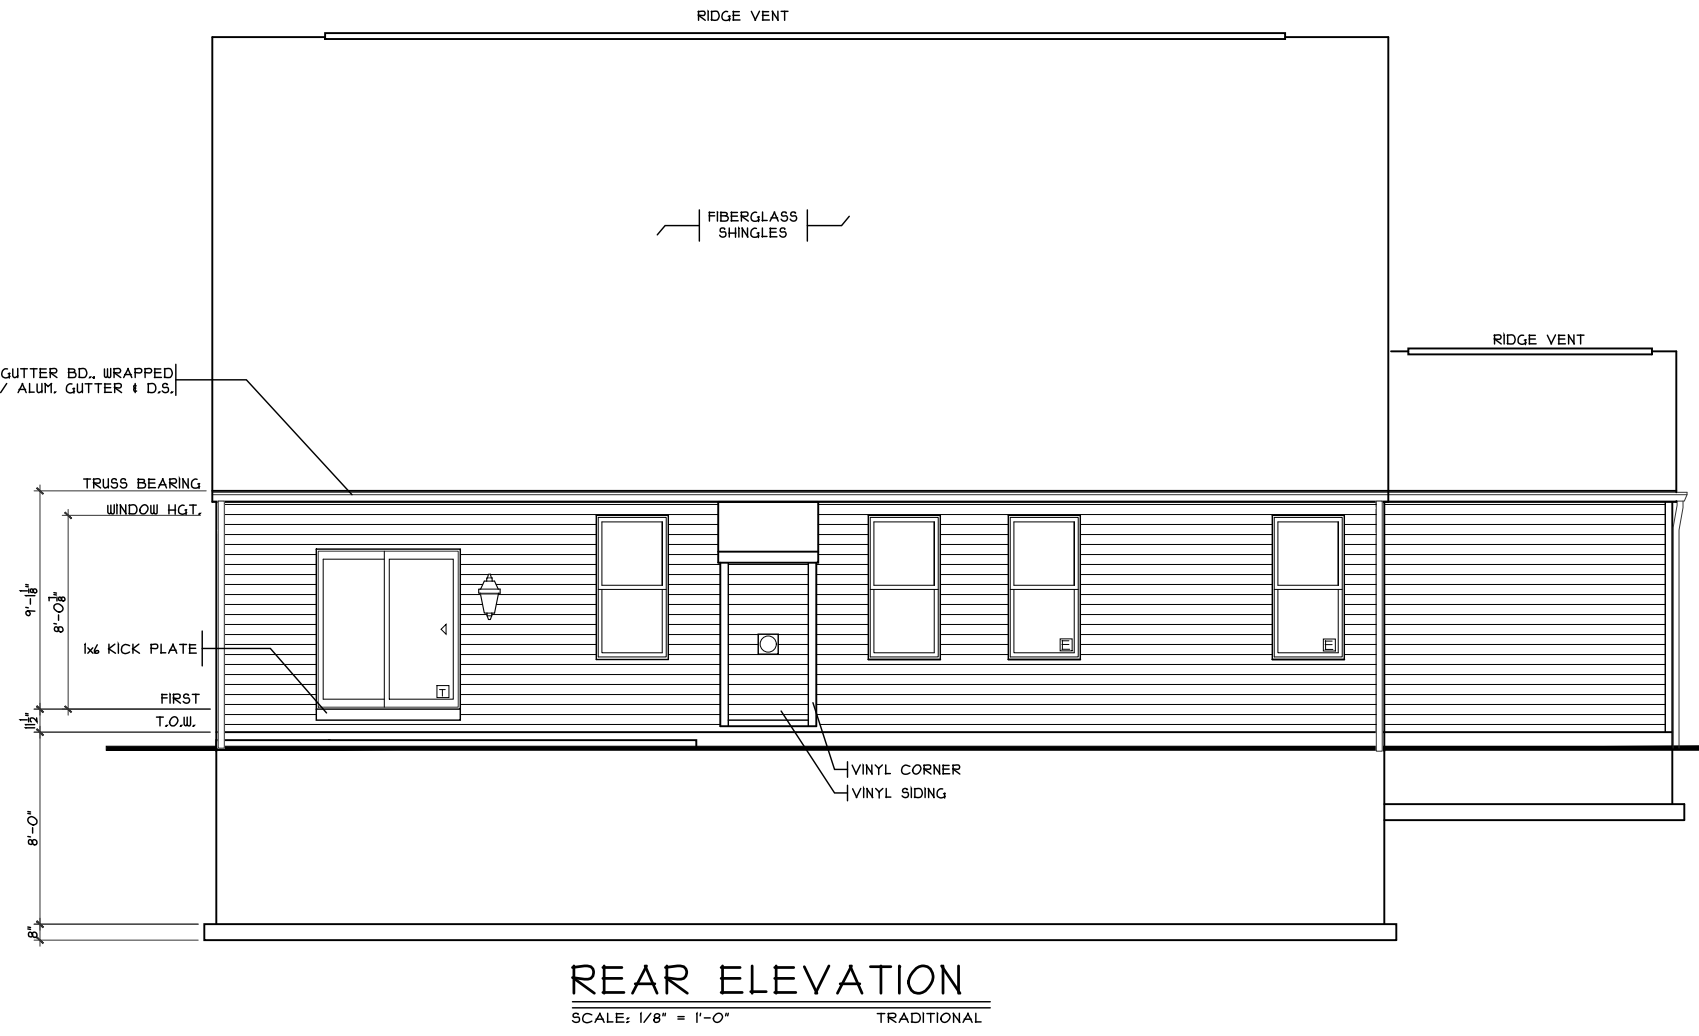 RIDGE VENT
FIBERGLASS
SHINGLES
RIDGE VENT
GUTTER BD., WRAPPED
/ ALUM. GUTTER & D.S.
TRUSS BEARING
WINDOW HGT.
9'-1 1/8"
8'-0 7/8"
1x6 KICK PLATE
E
E
T
FIRST
11 1/2"
T.O.W.
VINYL CORNER
VINYL SIDING
8'-0"
8"
REAR ELEVATION
SCALE: 1/8" = 1'-0" TRADITIONAL